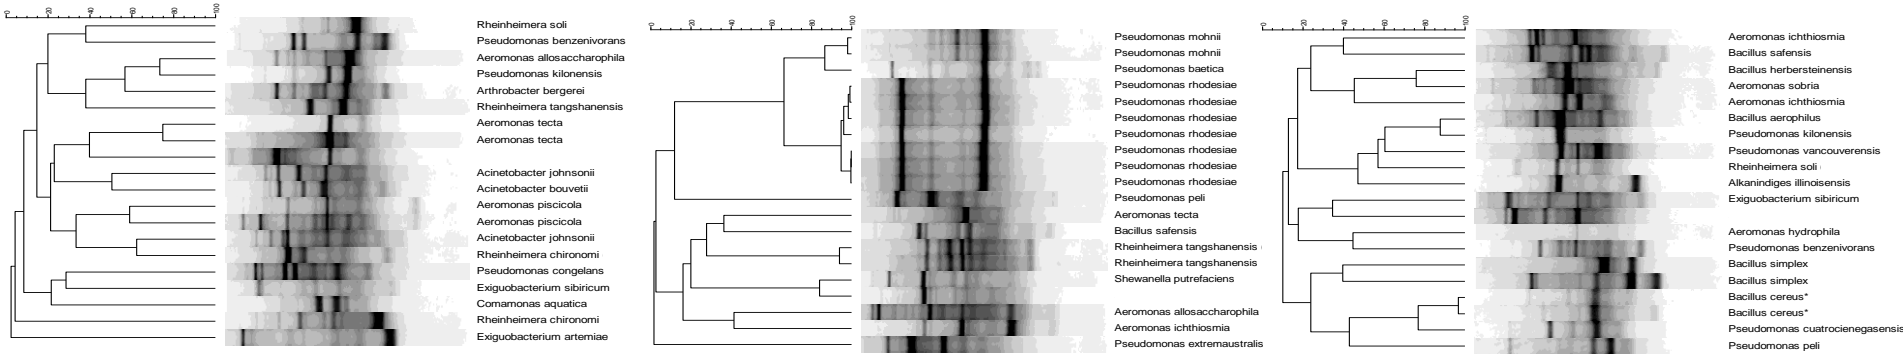 0 20 40 60 80 100
Rheinheimera soli
Pseudomonas benzenivorans
Aeromonas allosaccharophila
Pseudomonas kilonensis
Arthrobacter bergerei
Rheinheimera tangshanensis
Aeromonas tecta
Aeromonas tecta
Acinetobacter johnsonii
Acinetobacter bouvetii
Aeromonas piscicola
Aeromonas piscicola
Acinetobacter johnsonii
Rheinheimera chironomi
Pseudomonas congelans
Exiguobacterium sibiricum
Comamonas aquatica
Rheinheimera chironomi
Exiguobacterium artemiae
0 20 40 60 80 100
Pseudomonas mohnii
Pseudomonas mohnii
Pseudomonas baetica
Pseudomonas rhodesiae
Pseudomonas rhodesiae
Pseudomonas rhodesiae
Pseudomonas rhodesiae
Pseudomonas rhodesiae
Pseudomonas rhodesiae
Pseudomonas rhodesiae
Pseudomonas peli
Aeromonas tecta
Bacillus safensis
Rheinheimera tangshanensis
Rheinheimera tangshanensis
Shewanella putrefaciens
Aeromonas allosaccharophila
Aeromonas ichthiosmia
Pseudomonas extremaustralis
0 20 40 60 80 100
Aeromonas ichthiosmia
Bacillus safensis
Bacillus herbersteinensis
Aeromonas sobria
Aeromonas ichthiosmia
Bacillus aerophilus
Pseudomonas kilonensis
Pseudomonas vancouverensis
Rheinheimera soli
Alkanindiges illinoisensis
Exiguobacterium sibiricum
Aeromonas hydrophila
Pseudomonas benzenivorans
Bacillus simplex
Bacillus simplex
Bacillus cereus*
Bacillus cereus*
Pseudomonas cuatrocienegasensis
Pseudomonas peli